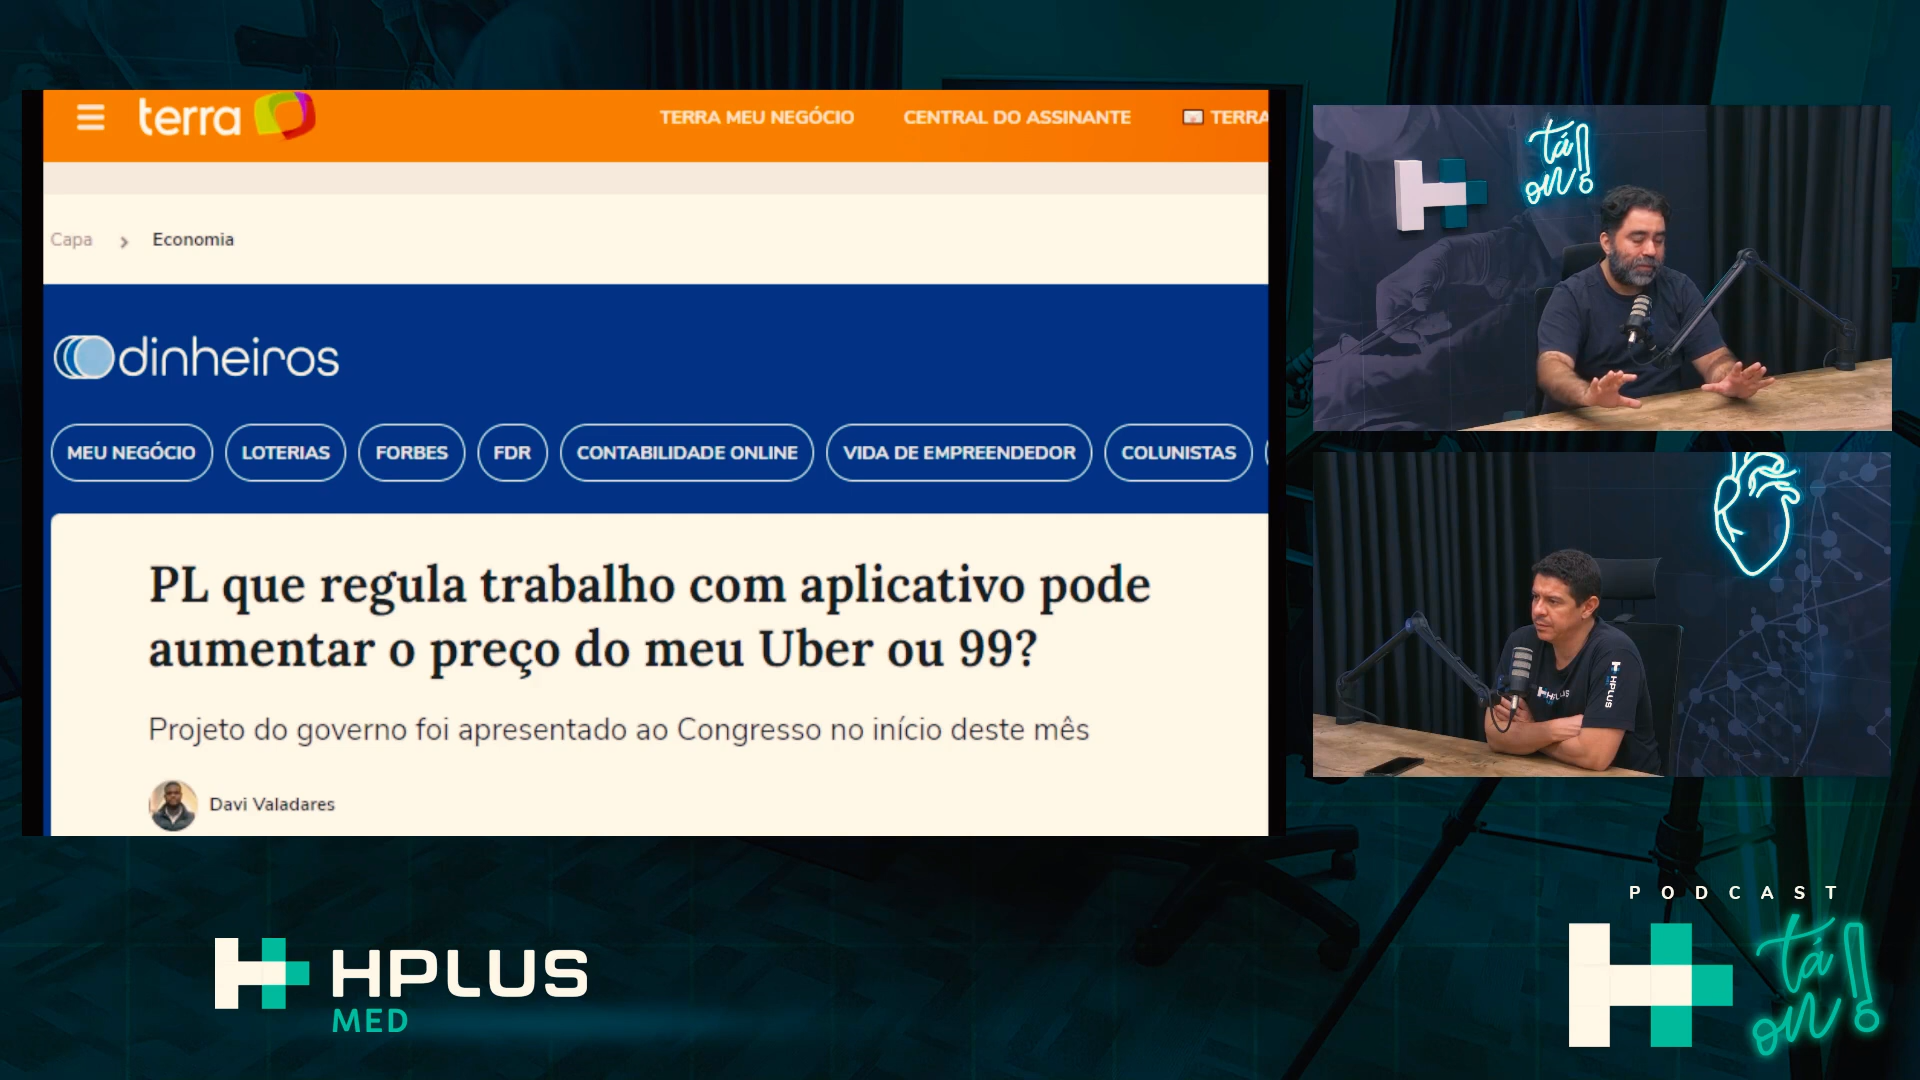 terra
TERRA MEU NEGÓCIO
CENTRAL DO ASSINANTE
TERRA
Capa
Economia
dinheiros
MEU NEGÓCIO
LOTERIAS
FORBES
FDR
CONTABILIDADE ONLINE
VIDA DE EMPREENDEDOR
COLUNISTAS
PL que regula trabalho com aplicativo pode
aumentar o preço do meu Uber ou 99?
Projeto do governo foi apresentado ao Congresso no início deste mês
Davi Valadares
tá
on!
HPLUS
HPLUS
MED
PODCAST
tá
on!